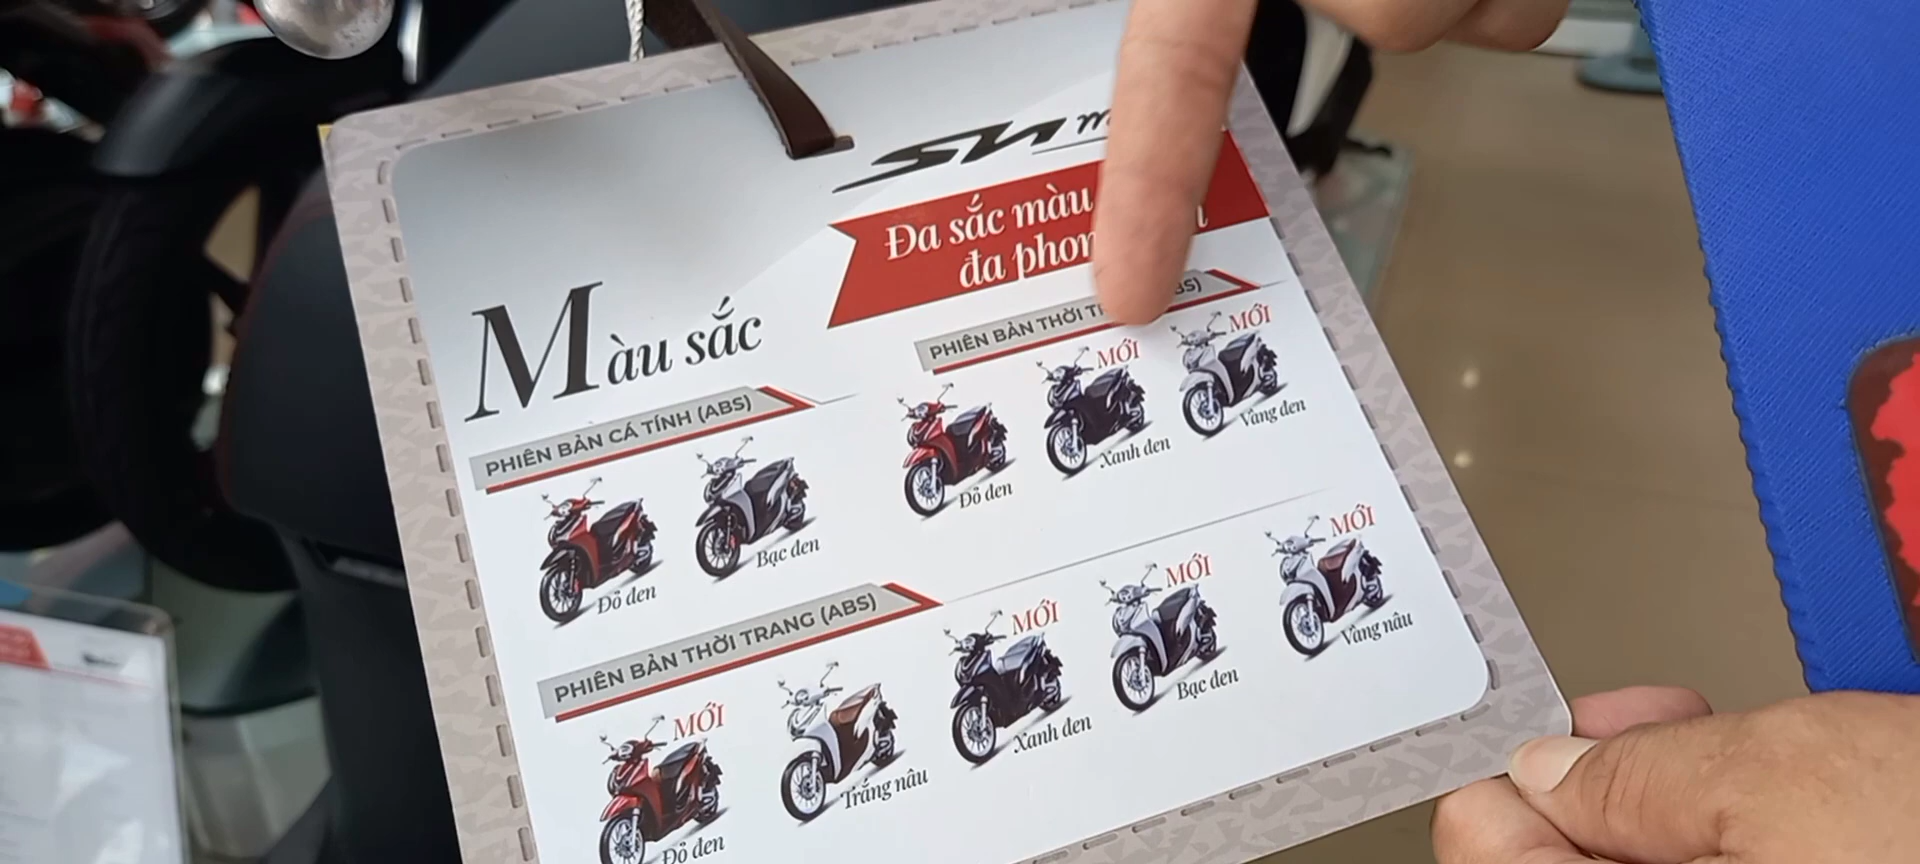 SH m
Đa sắc màu
đa phon
Màu sắc
PHIÊN BẢN CÁ TÍNH (ABS)
Đỏ đen
Bạc đen
PHIÊN BẢN THỜI TR BS)
Đỏ đen
MỚI
Xanh đen
MỚI
Vàng đen
PHIÊN BẢN THỜI TRANG (ABS)
MỚI
Đỏ đen
Trắng nâu
MỚI
Xanh đen
MỚI
Bạc đen
MỚI
Vàng nâu